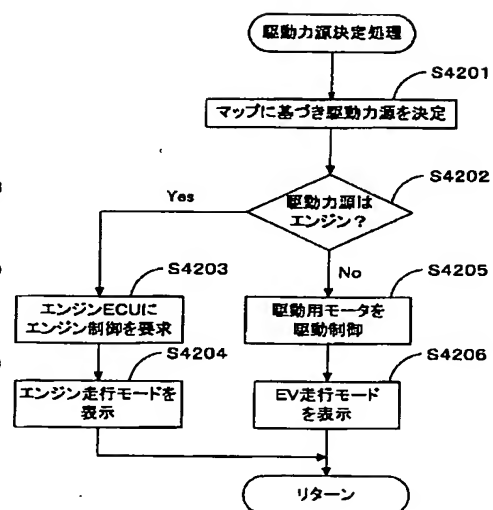 駆動力源決定処理
S4201
マップに基づき駆動力源を決定
S4202
駆動力源は
エンジン？
Yes
No
S4203
エンジンECUに
エンジン制御を要求
S4205
駆動用モータを
駆動制御
S4204
エンジン走行モードを
表示
S4206
EV走行モード
を表示
リターン